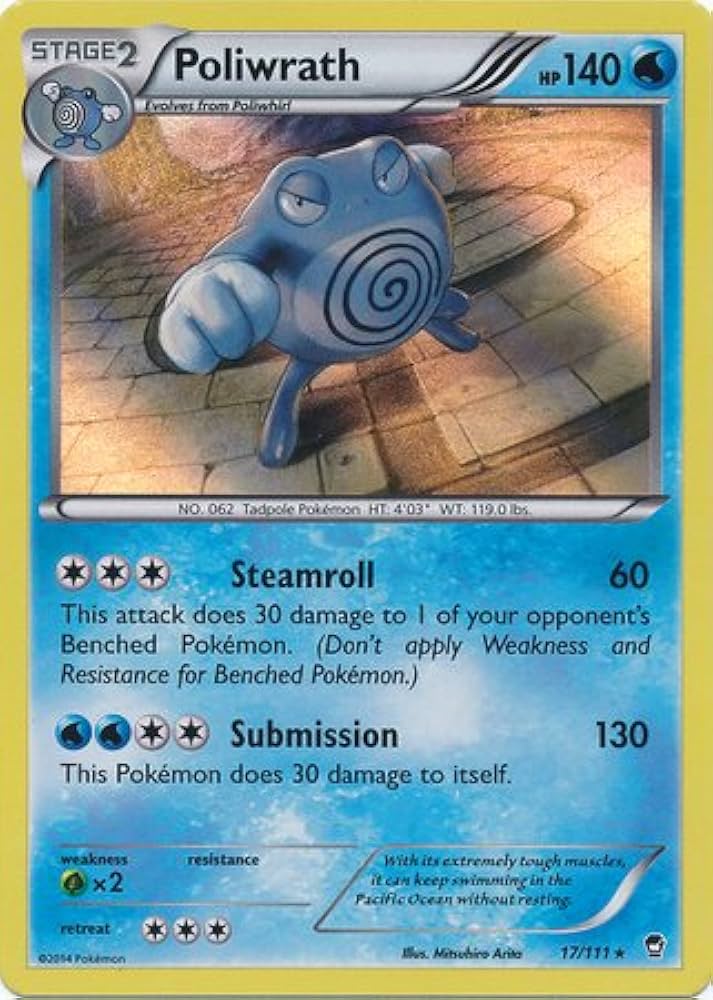 STAGE2
Poliwrath
HP 140
Evolves from Poliwhirl
NO. 062 Tadpole Pokémon HT: 4'03" WT: 119.0 lbs.
Steamroll 60
This attack does 30 damage to 1 of your opponent's
Benched Pokémon. (Don't apply Weakness and
Resistance for Benched Pokémon.)
Submission 130
This Pokémon does 30 damage to itself.
weakness resistance
×2
retreat
With its extremely tough muscles,
it can keep swimming in the
Pacific Ocean without resting.
©2014 Pokémon
Illus. Mitsuhiro Arita
17/111 ★